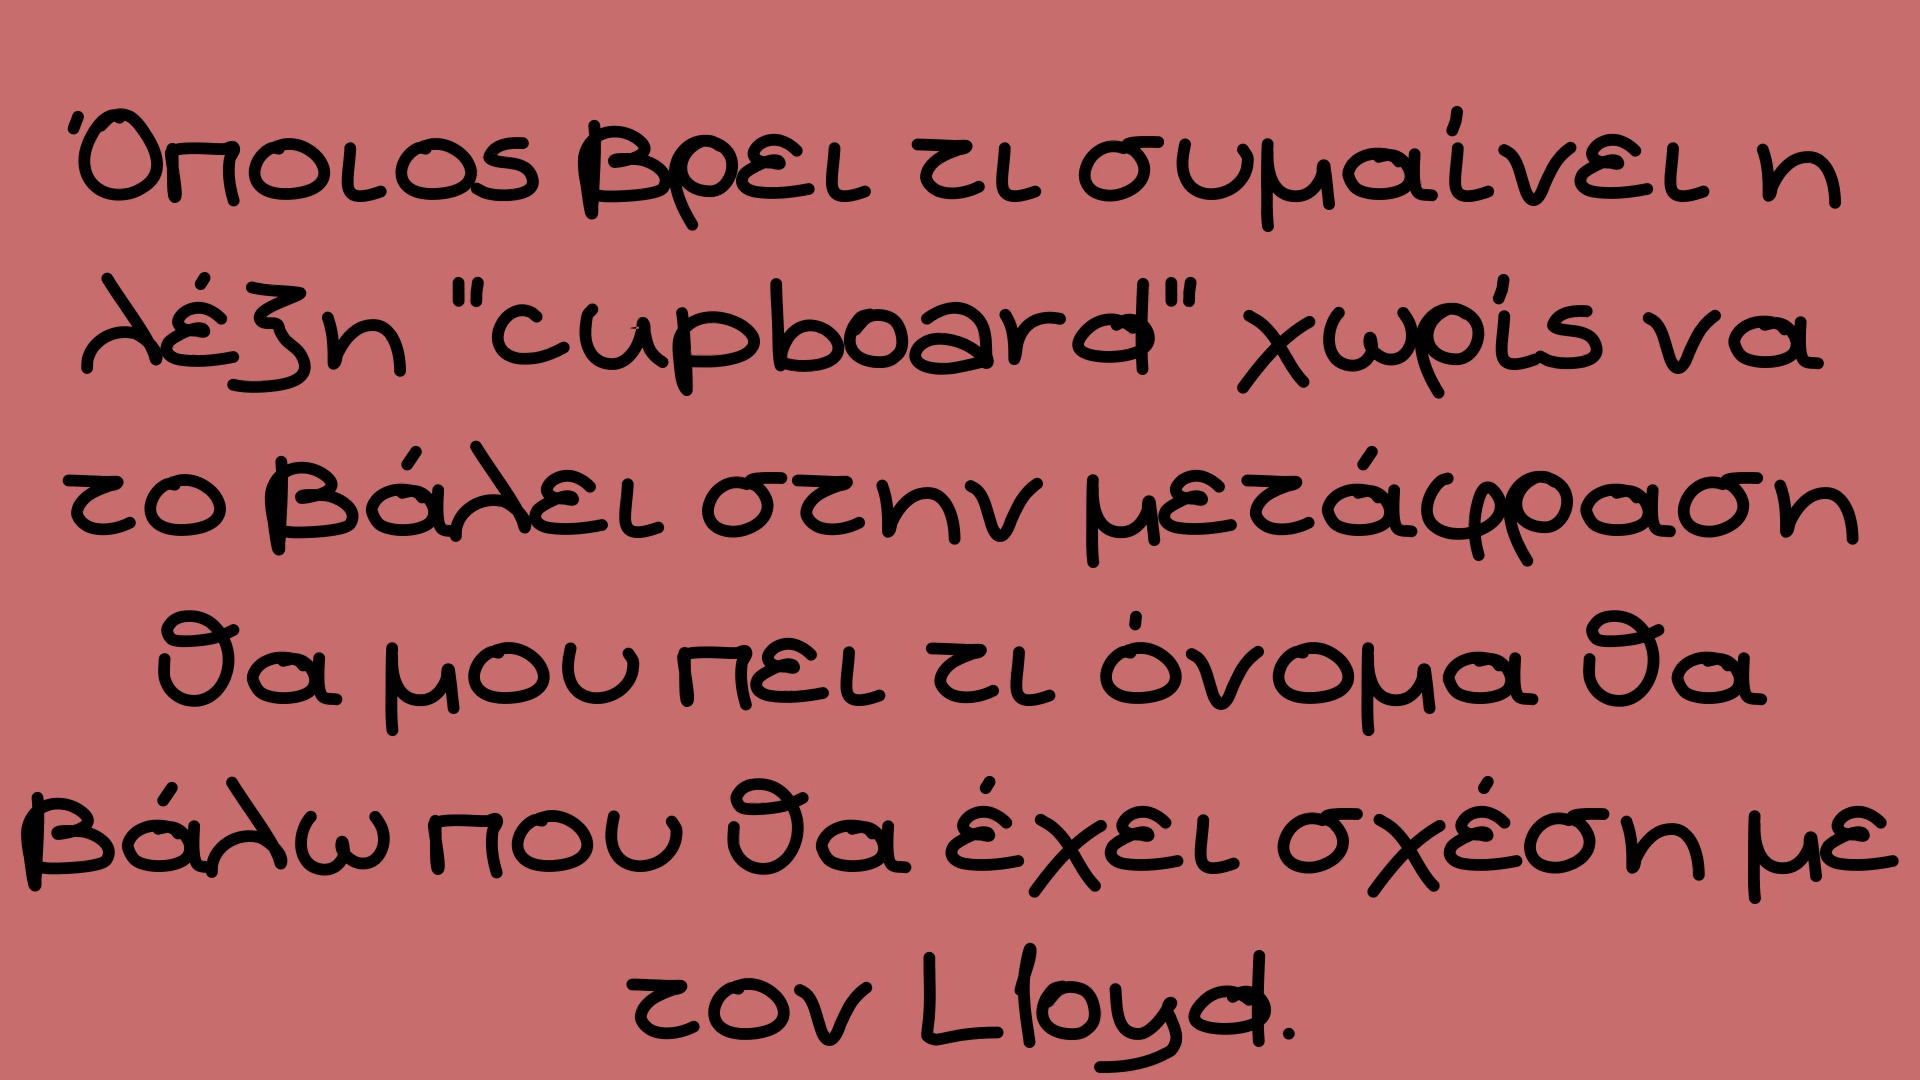 Όποιος βρει τι συμαίνει η
λέξη "cupboard" χωρίς να
το βάλει στην μετάφραση
θα μου πει τι όνομα θα
βάλω που θα έχει σχέση με
τον Lloyd.